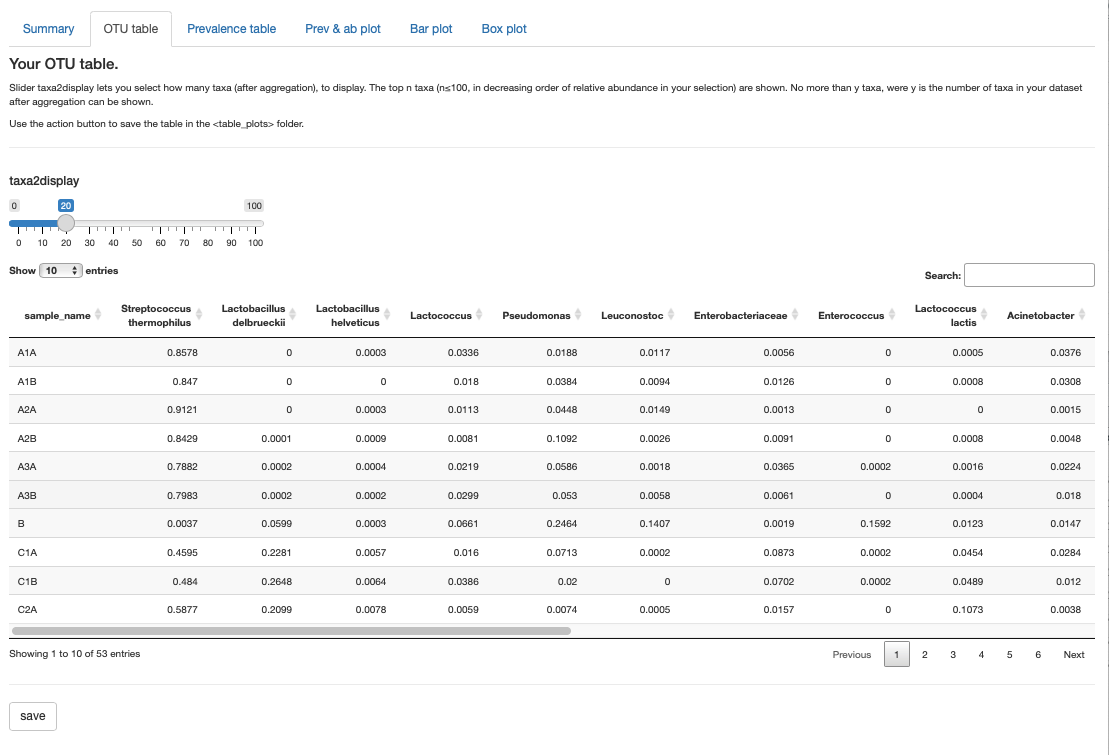 Summary OTU table Prevalence table Prev & ab plot Bar plot Box plot
Your OTU table.
Slider taxa2display lets you select how many taxa (after aggregation), to display. The top n taxa (n≤100, in decreasing order of relative abundance in your selection) are shown. No more than y taxa, were y is the number of taxa in your dataset
after aggregation can be shown.
Use the action button to save the table in the <table_plots> folder.
taxa2display
0 20 100
0 10 20 30 40 50 60 70 80 90 100
Show 10 entries
Search:
sample_name Streptococcus thermophilus Lactobacillus delbrueckii Lactobacillus helveticus Lactococcus Pseudomonas Leuconostoc Enterobacteriaceae Enterococcus Lactococcus lactis Acinetobacter
A1A 0.8578 0 0.0003 0.0336 0.0188 0.0117 0.0056 0 0.0005 0.0376
A1B 0.847 0 0 0.018 0.0384 0.0094 0.0126 0 0.0008 0.0308
A2A 0.9121 0 0.0003 0.0113 0.0448 0.0149 0.0013 0 0 0.0015
A2B 0.8429 0.0001 0.0009 0.0081 0.1092 0.0026 0.0091 0 0.0008 0.0048
A3A 0.7882 0.0002 0.0004 0.0219 0.0586 0.0018 0.0365 0.0002 0.0016 0.0224
A3B 0.7983 0.0002 0.0002 0.0299 0.053 0.0058 0.0061 0 0.0004 0.018
B 0.0037 0.0599 0.0003 0.0661 0.2464 0.1407 0.0019 0.1592 0.0123 0.0147
C1A 0.4595 0.2281 0.0057 0.016 0.0713 0.0002 0.0873 0.0002 0.0454 0.0284
C1B 0.484 0.2648 0.0064 0.0386 0.02 0 0.0702 0.0002 0.0489 0.012
C2A 0.5877 0.2099 0.0078 0.0059 0.0074 0.0005 0.0157 0 0.1073 0.0038
Showing 1 to 10 of 53 entries
Previous 1 2 3 4 5 6 Next
save